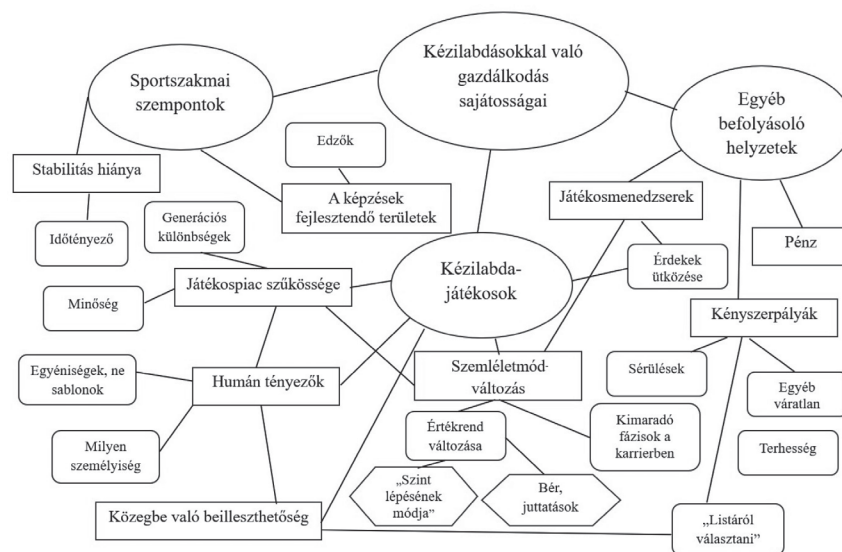 Sportszakmai
szempontok
Kézilabdásokkal való
gazdálkodás
sajátosságai
Egyéb
befolyásoló
helyzetek
Edzők
Stabilitás hiánya
A képzések
fejlesztendő területek
Játékosmenedzserek
Generációs
különbségek
Időtényező
Pénz
Kézilabda-
játékosok
Érdekek
ütközése
Játékospiac szűkössége
Minőség
Kényszerpályák
Egyéniségek, ne
sablonok
Humán tényezők
Szemléletmód-
változás
Sérülések
Egyéb
váratlan
Értékrend
változása
Kimaradó
fázisok a
karrierben
Milyen
személyiség
Terhesség
„Szint
lépésének
módja”
Bér,
juttatások
Közegbe való beilleszthetőség
„Listáról
választani”